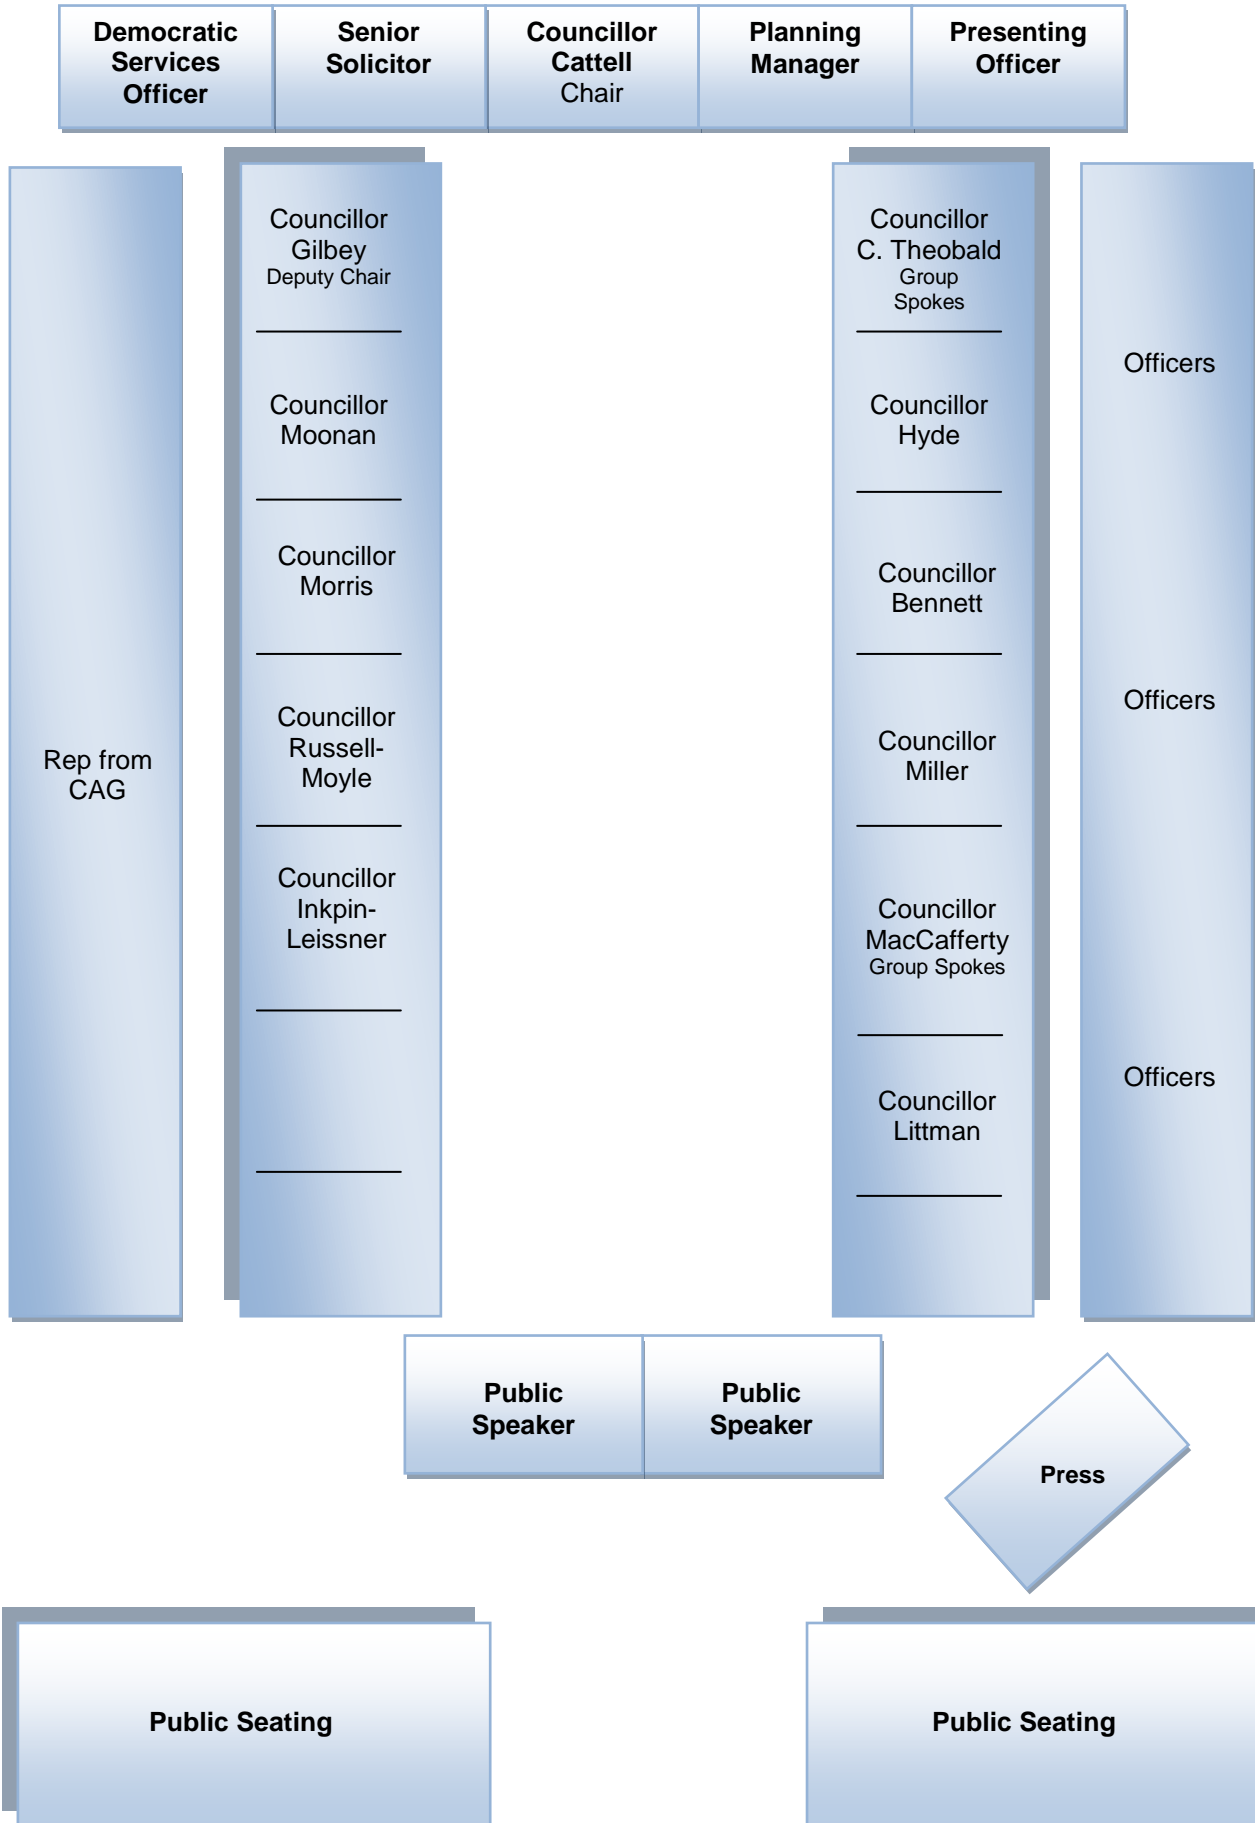 Democratic
Services
Officer
Senior
Solicitor
Councillor
Cattell
Chair
Planning
Manager
Presenting
Officer
Rep from
CAG
Councillor
Gilbey
Deputy Chair
Councillor
Moonan
Councillor
Morris
Councillor
Russell-
Moyle
Councillor
Inkpin-
Leissner
Councillor
C. Theobald
Group
Spokes
Councillor
Hyde
Councillor
Bennett
Councillor
Miller
Councillor
MacCafferty
Group Spokes
Councillor
Littman
Officers
Officers
Officers
Public
Speaker
Public
Speaker
Press
Public Seating
Public Seating